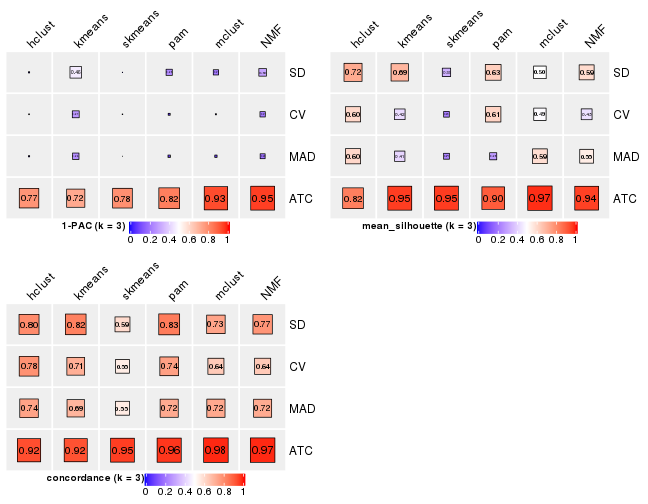 hclust kmeans skmeans pam mclust NMF
SD
CV
MAD
0.77 0.72 0.78 0.82 0.93 0.95 ATC
1-PAC (k = 3)
0 0.2 0.4 0.6 0.8 1
hclust kmeans skmeans pam mclust NMF
0.72 0.69 0.63 0.50 0.59 SD
0.60 0.61 0.49 CV
0.60 0.59 0.55 MAD
0.82 0.95 0.95 0.90 0.97 0.94 ATC
mean_silhouette (k = 3)
0 0.2 0.4 0.6 0.8 1
hclust kmeans skmeans pam mclust NMF
0.80 0.82 0.59 0.83 0.73 0.77 SD
0.78 0.71 0.55 0.74 0.64 0.64 CV
0.74 0.69 0.53 0.72 0.72 0.72 MAD
0.92 0.92 0.95 0.96 0.98 0.97 ATC
concordance (k = 3)
0 0.2 0.4 0.6 0.8 1